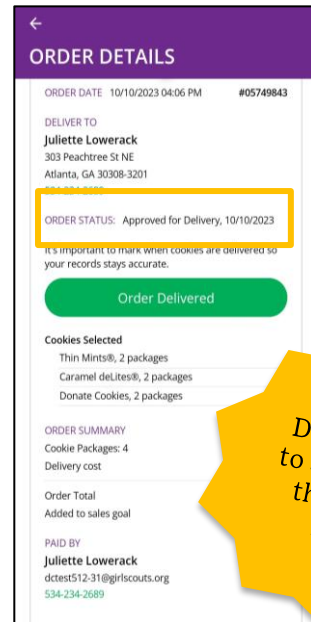 ORDER DETAILS
ORDER DATE 10/10/2023 04:06 PM #05749843
DELIVER TO
Juliette Lowerack
303 Peachtree St NE
Atlanta, GA 30308-3201
ORDER STATUS: Approved for Delivery, 10/10/2023
It's important to mark when cookies are delivered so
your records stays accurate.
Order Delivered
Cookies Selected
Thin Mints®, 2 packages
Caramel deLites®, 2 packages
Donate Cookies, 2 packages
ORDER SUMMARY
Cookie Packages: 4
Delivery cost
Order Total
Added to sales goal
PAID BY
Juliette Lowerack
dctest512-31@girlscouts.org
534-234-2689
to